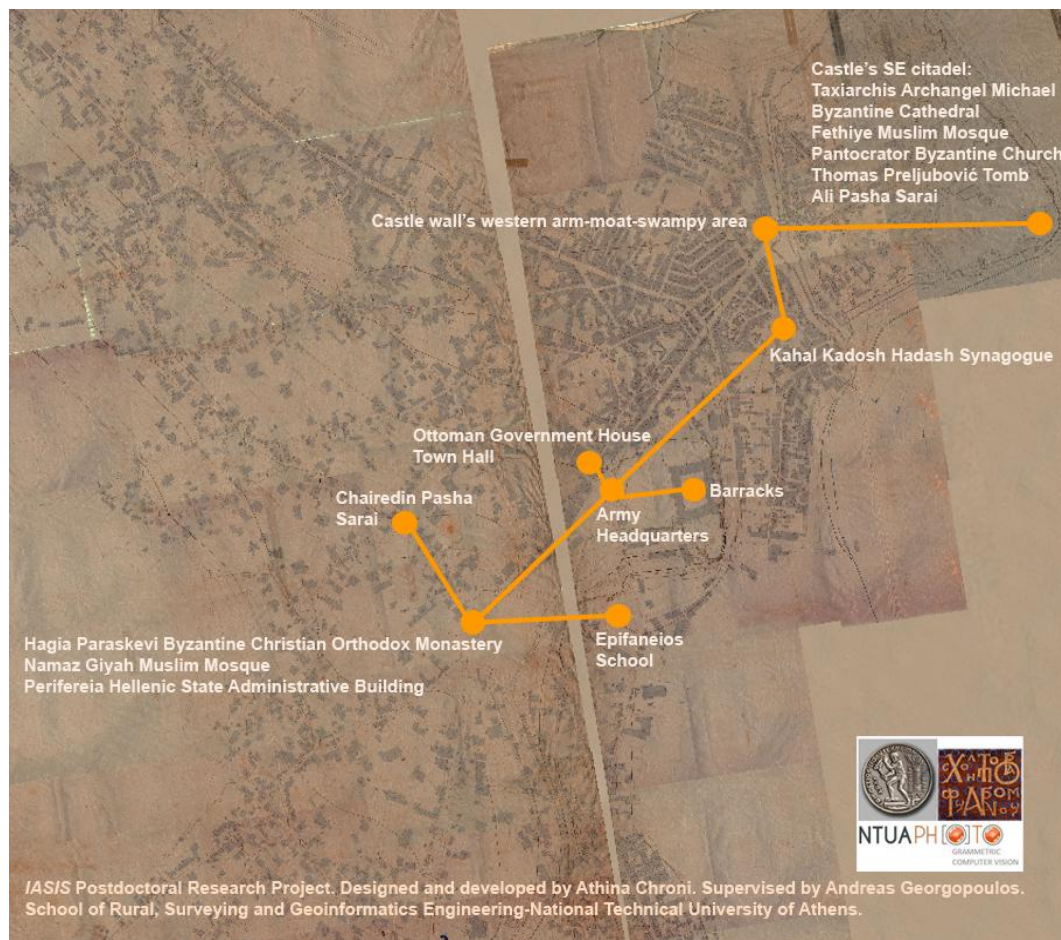 Castle's SE citadel:
Taxiarchis Archangel Michael
Byzantine Cathedral
Fethiye Muslim Mosque
Pantocrator Byzantine Church
Thomas Preljubović Tomb
Ali Pasha Sarai
Castle wall's western arm-moat-swampy area
Kahal Kadosh Hadash Synagogue
Ottoman Government House
Town Hall
Chairedin Pasha
Sarai
Barracks
Army
Headquarters
Hagia Paraskevi Byzantine Christian Orthodox Monastery
Namaz Giyah Muslim Mosque
Perifereia Hellenic State Administrative Building
Epifaneios
School
NTUA PH[O]TO
GRAMMETRIC
COMPUTER VISION
IASIS Postdoctoral Research Project. Designed and developed by Athina Chroni. Supervised by Andreas Georgopoulos.
School of Rural, Surveying and Geoinformatics Engineering-National Technical University of Athens.